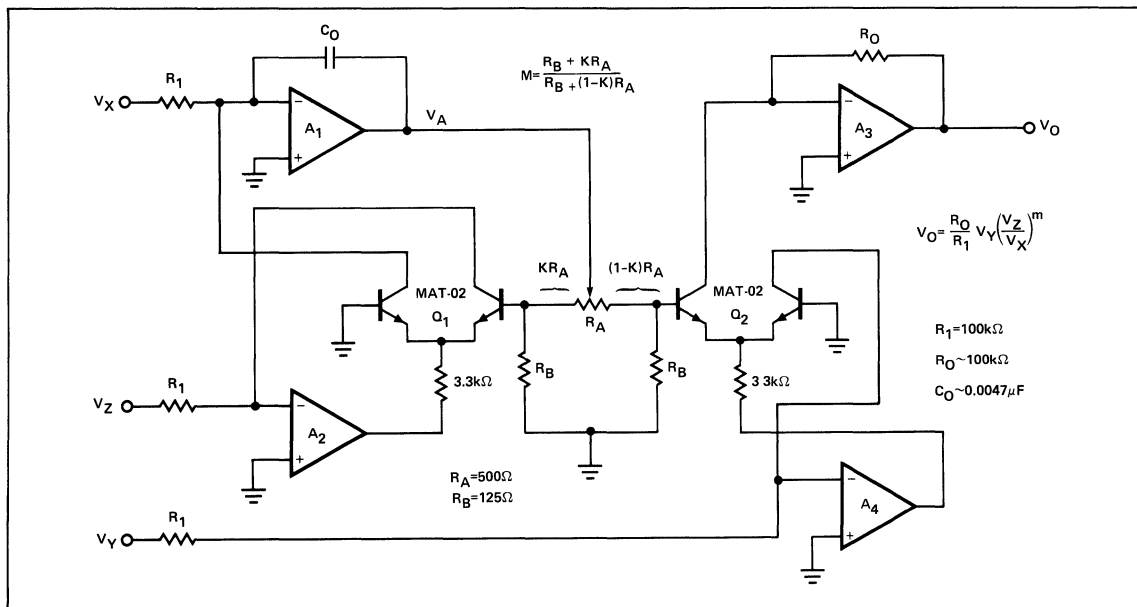 C_O
R_O
R_1
V_X
−
A_1
+
V_A
M= (R_B + KR_A) / (R_B + (1−K)R_A)
−
A_3
+
V_O
V_O = (R_O / R_1) V_Y (V_Z / V_X)^m
MAT-02
Q_1
KR_A
(1−K)R_A
R_A
MAT-02
Q_2
R_1=100kΩ
R_O~100kΩ
C_O~0.0047μF
3.3kΩ
R_B
R_B
3 3kΩ
R_1
V_Z
−
A_2
+
R_A=500Ω
R_B=125Ω
−
A_4
+
R_1
V_Y